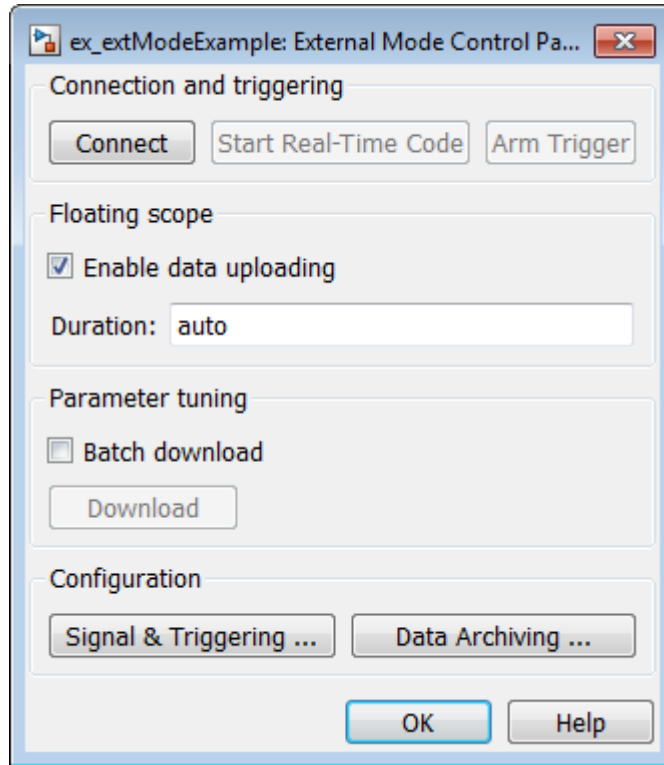 ex_extModeExample: External Mode Control Pa...
Connection and triggering
Connect Start Real-Time Code Arm Trigger
Floating scope
Enable data uploading
Duration: auto
Parameter tuning
Batch download
Download
Configuration
Signal & Triggering ... Data Archiving ...
OK Help